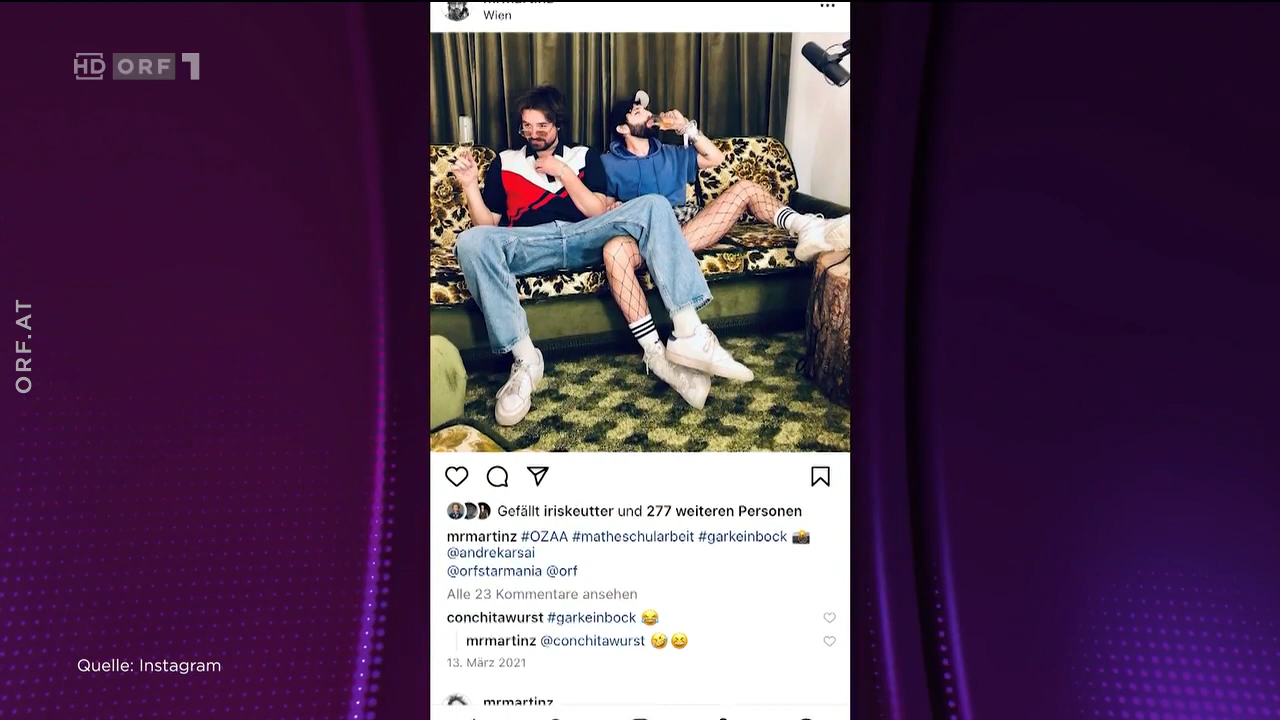 mrmartinz
Wien
HD ORF 1
ORF.AT
Gefällt iriskeutter und 277 weiteren Personen
mrmartinz #OZAA #matheschularbeit #garkeinbock 📸
@andrekarsai
@orfstarmania @orf
Alle 23 Kommentare ansehen
conchitawurst #garkeinbock 😂
mrmartinz @conchitawurst 🤣😆
13. März 2021
Quelle: Instagram
mrmartinz